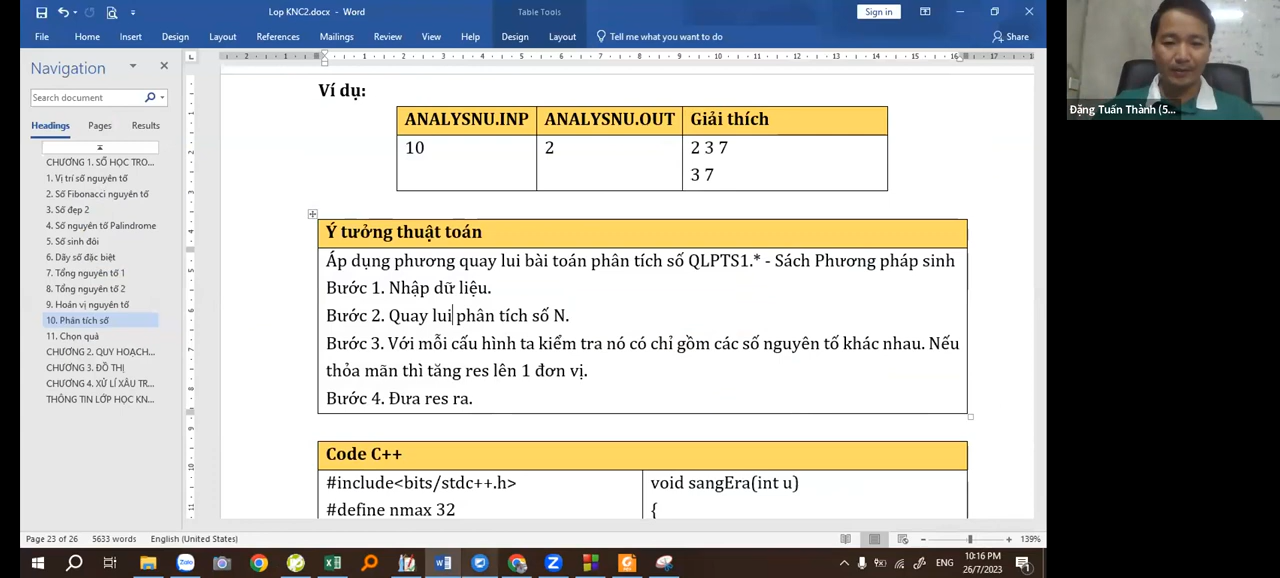 Lop KNC2.docx - Word
Table Tools
Sign in
File Home Insert Design Layout References Mailings Review View Help Design Layout Tell me what you want to do Share
Navigation
Search document
Headings Pages Results
CHƯƠNG 1. SỐ HỌC TRO...
1. Vị trí số nguyên tố
2. Số Fibonacci nguyên tố
3. Số đẹp 2
4. Số nguyên tố Palindrome
5. Số sinh đôi
6. Dãy số đặc biệt
7. Tổng nguyên tố 1
8. Tổng nguyên tố 2
9. Hoán vị nguyên tố
10. Phân tích số
11. Chọn quà
CHƯƠNG 2. QUY HOẠCH...
CHƯƠNG 3. ĐỒ THỊ
CHƯƠNG 4. XỬ LÍ XÂU TR...
THÔNG TIN LỚP HỌC KN...
Ví dụ:
ANALYSNU.INP ANALYSNU.OUT Giải thích
10 2 2 3 7
3 7
Ý tưởng thuật toán
Áp dụng phương quay lui bài toán phân tích số QLPTS1.* - Sách Phương pháp sinh
Bước 1. Nhập dữ liệu.
Bước 2. Quay lui phân tích số N.
Bước 3. Với mỗi cấu hình ta kiểm tra nó có chỉ gồm các số nguyên tố khác nhau. Nếu
thỏa mãn thì tăng res lên 1 đơn vị.
Bước 4. Đưa res ra.
Code C++
#include<bits/stdc++.h> void sangEra(int u)
#define nmax 32 {
Đặng Tuấn Thành (5...
Page 23 of 26 5633 words English (United States) 139%
ENG
10:16 PM
26/7/2023